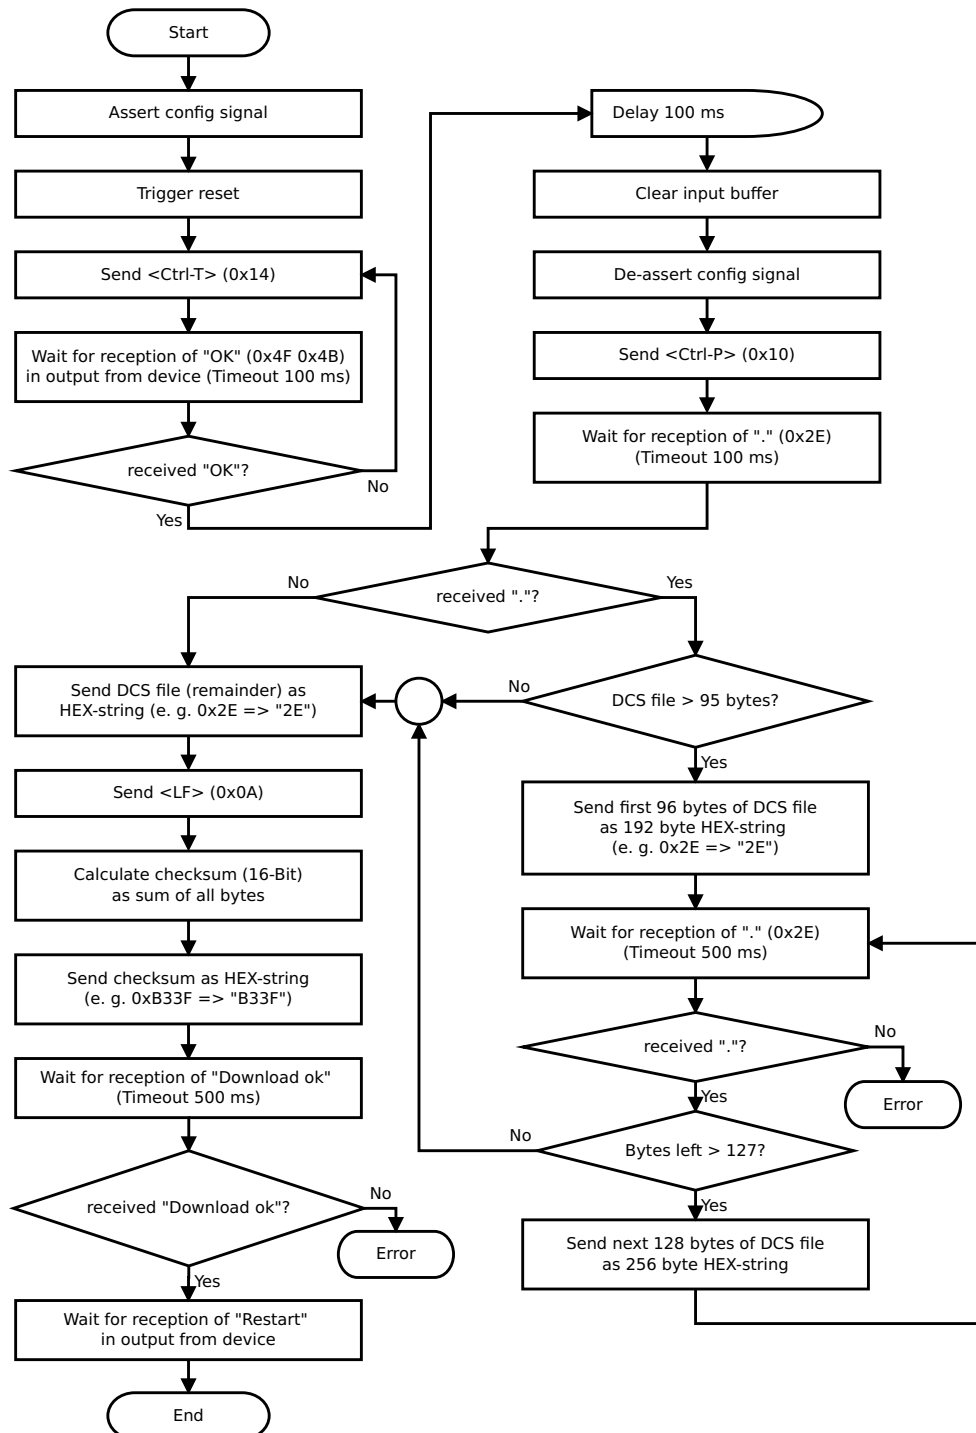 Start
Assert config signal
Trigger reset
Send <Ctrl-T> (0x14)
Wait for reception of "OK" (0x4F 0x4B)
in output from device (Timeout 100 ms)
received "OK"?
No
Yes
Delay 100 ms
Clear input buffer
De-assert config signal
Send <Ctrl-P> (0x10)
Wait for reception of "." (0x2E)
(Timeout 100 ms)
received "."?
No
Yes
Send DCS file (remainder) as
HEX-string (e. g. 0x2E => "2E")
Send <LF> (0x0A)
Calculate checksum (16-Bit)
as sum of all bytes
Send checksum as HEX-string
(e. g. 0xB33F => "B33F")
Wait for reception of "Download ok"
(Timeout 500 ms)
received "Download ok"?
No
Error
Yes
Wait for reception of "Restart"
in output from device
End
DCS file > 95 bytes?
No
Yes
Send first 96 bytes of DCS file
as 192 byte HEX-string
(e. g. 0x2E => "2E")
Wait for reception of "." (0x2E)
(Timeout 500 ms)
received "."?
No
Error
Yes
Bytes left > 127?
No
Yes
Send next 128 bytes of DCS file
as 256 byte HEX-string